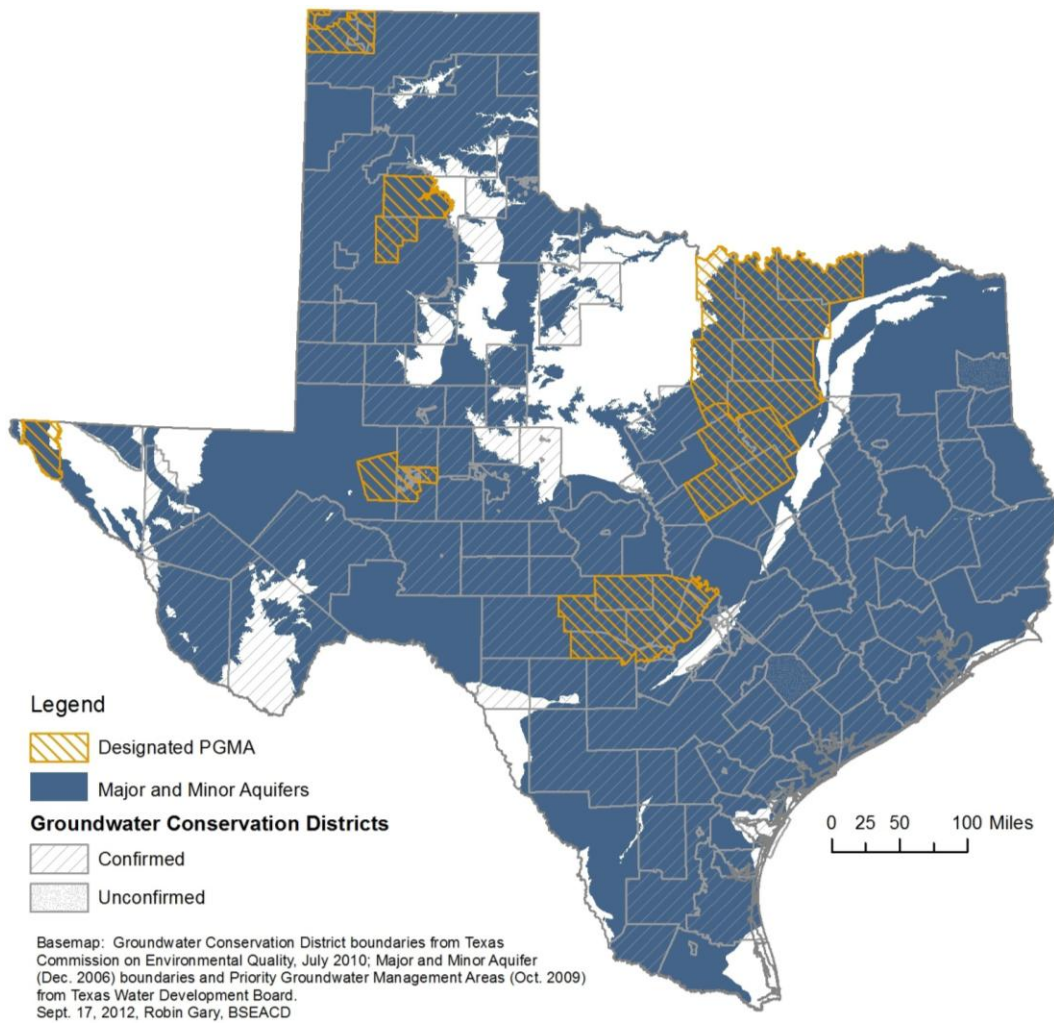 Legend
Designated PGMA
Major and Minor Aquifers
Groundwater Conservation Districts
Confirmed
Unconfirmed
0 25 50 100 Miles
Basemap: Groundwater Conservation District boundaries from Texas
Commission on Environmental Quality, July 2010; Major and Minor Aquifer
(Dec. 2006) boundaries and Priority Groundwater Management Areas (Oct. 2009)
from Texas Water Development Board.
Sept. 17, 2012, Robin Gary, BSEACD